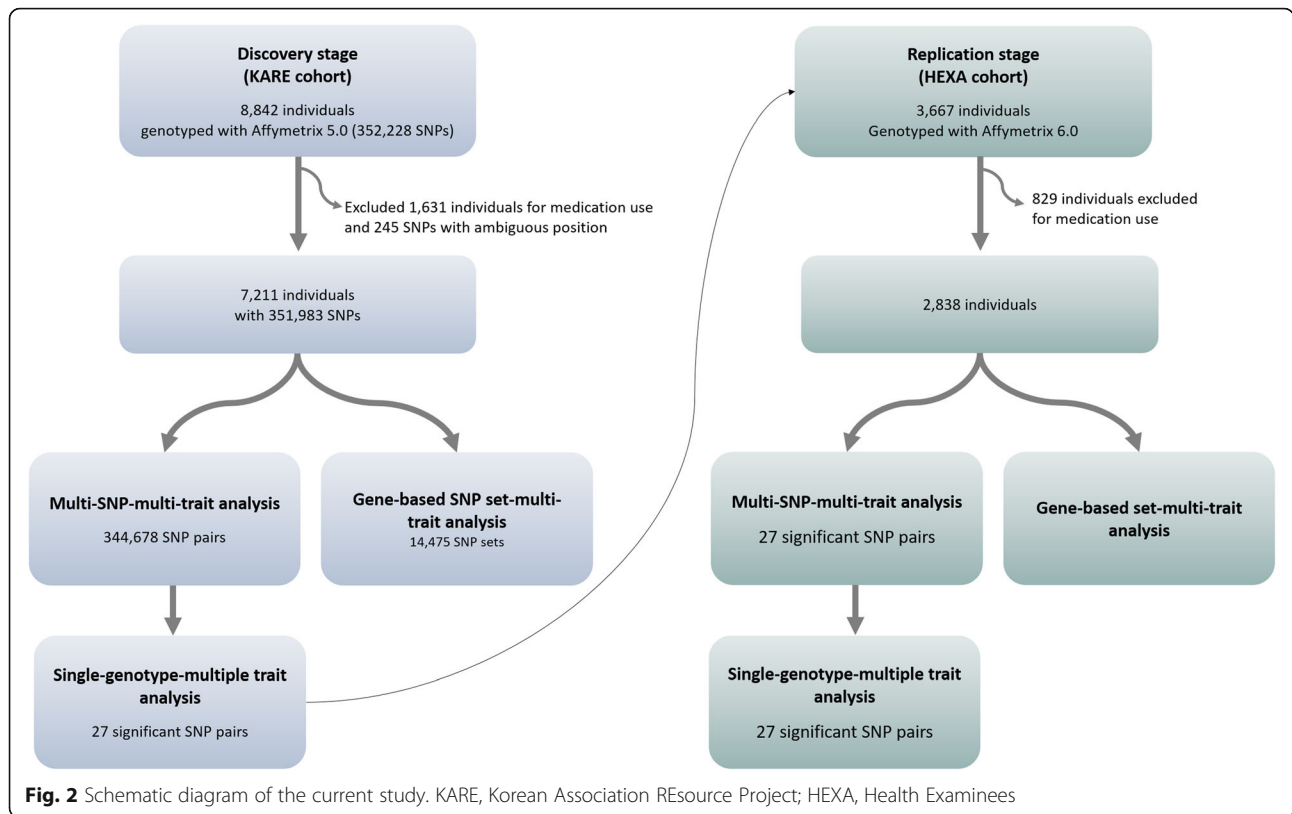 Discovery stage
(KARE cohort)
8,842 individuals
genotyped with Affymetrix 5.0 (352,228 SNPs)
Excluded 1,631 individuals for medication use
and 245 SNPs with ambiguous position
7,211 individuals
with 351,983 SNPs
Multi-SNP-multi-trait analysis
344,678 SNP pairs
Gene-based SNP set-multi-
trait analysis
14,475 SNP sets
Single-genotype-multiple trait
analysis
27 significant SNP pairs
Replication stage
(HEXA cohort)
3,667 individuals
Genotyped with Affymetrix 6.0
829 individuals excluded
for medication use
2,838 individuals
Multi-SNP-multi-trait analysis
27 significant SNP pairs
Gene-based set-multi-trait
analysis
Single-genotype-multiple trait
analysis
27 significant SNP pairs
Fig. 2 Schematic diagram of the current study. KARE, Korean Association REsource Project; HEXA, Health Examinees